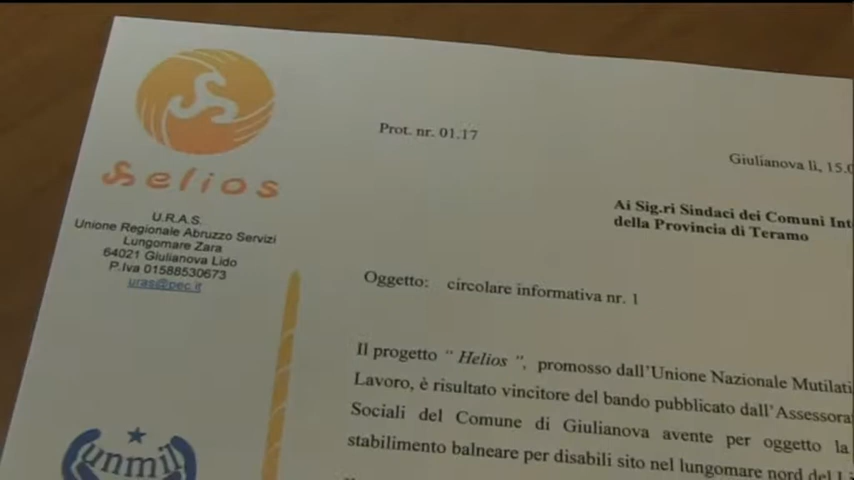 helios
U.R.A.S.
Unione Regionale Abruzzo Servizi
Lungomare Zara
64021 Giulianova Lido
P.Iva 01588530673
uras@pec.it
unmil
Prot. nr. 01.17
Giulianova lì, 15.0
Ai Sig.ri Sindaci dei Comuni Int
della Provincia di Teramo
Oggetto: circolare informativa nr. 1
Il progetto " Helios ", promosso dall'Unione Nazionale Mutilati
Lavoro, è risultato vincitore del bando pubblicato dall'Assessora
Sociali del Comune di Giulianova avente per oggetto la
stabilimento balneare per disabili sito nel lungomare nord del